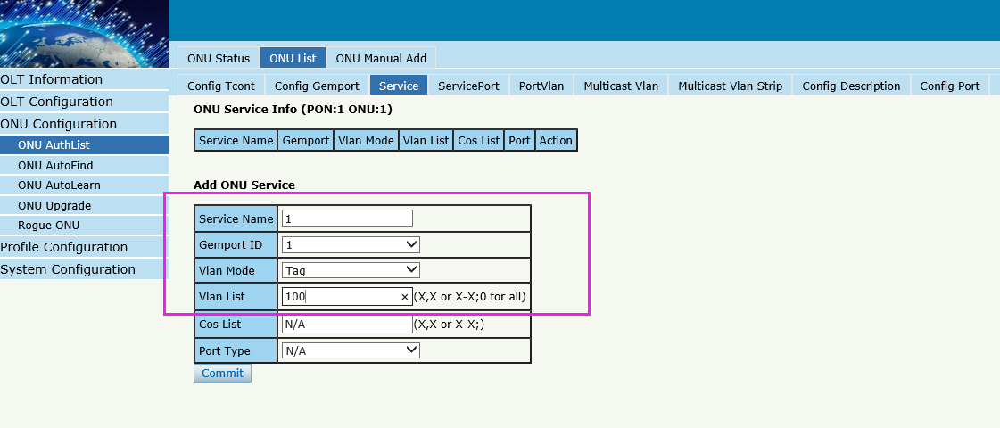 ONU Status ONU List ONU Manual Add
Config Tcont Config Gemport Service ServicePort PortVlan Multicast Vlan Multicast Vlan Strip Config Description Config Port
OLT Information
OLT Configuration
ONU Configuration
ONU AuthList
ONU AutoFind
ONU AutoLearn
ONU Upgrade
Rogue ONU
Profile Configuration
System Configuration
ONU Service Info (PON:1 ONU:1)
Service Name Gemport Vlan Mode Vlan List Cos List Port Action
Add ONU Service
Service Name 1
Gemport ID 1
Vlan Mode Tag
Vlan List 100 × (X,X or X-X;0 for all)
Cos List N/A (X,X or X-X;)
Port Type N/A
Commit